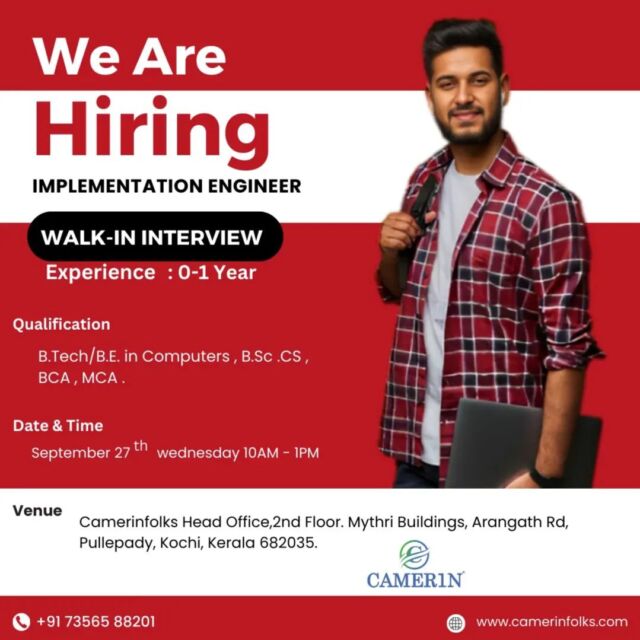 We Are
Hiring
IMPLEMENTATION ENGINEER
WALK-IN INTERVIEW
Experience : 0-1 Year
Qualification
B.Tech/B.E. in Computers , B.Sc .CS ,
BCA , MCA .
Date & Time
September 27 th wednesday 10AM - 1PM
Venue
Camerinfolks Head Office,2nd Floor. Mythri Buildings, Arangath Rd,
Pullepady, Kochi, Kerala 682035.
CAMER1N
+91 73565 88201
www.camerinfolks.com